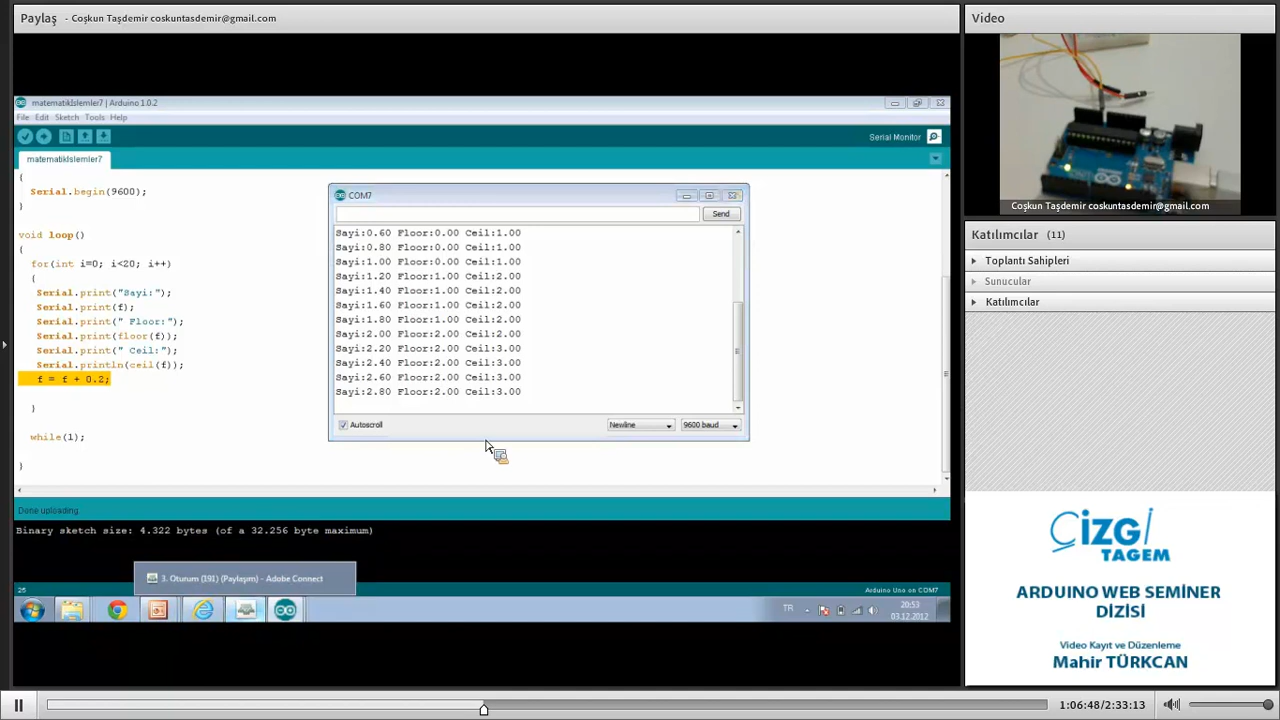 Paylaş - Coşkun Taşdemir coskuntasdemir@gmail.com
matematikIslemler7 | Arduino 1.0.2
File Edit Sketch Tools Help
Serial Monitor
matematikIslemler7
{
Serial.begin(9600);
}
void loop()
{
for(int i=0; i<20; i++)
{
Serial.print("Sayi:");
Serial.print(f);
Serial.print(" Floor:");
Serial.print(floor(f));
Serial.print(" Ceil:");
Serial.println(ceil(f));
f = f + 0.2;
}
while(1);
}
COM7
Send
Sayi:0.60 Floor:0.00 Ceil:1.00
Sayi:0.80 Floor:0.00 Ceil:1.00
Sayi:1.00 Floor:0.00 Ceil:1.00
Sayi:1.20 Floor:1.00 Ceil:2.00
Sayi:1.40 Floor:1.00 Ceil:2.00
Sayi:1.60 Floor:1.00 Ceil:2.00
Sayi:1.80 Floor:1.00 Ceil:2.00
Sayi:2.00 Floor:2.00 Ceil:2.00
Sayi:2.20 Floor:2.00 Ceil:3.00
Sayi:2.40 Floor:2.00 Ceil:3.00
Sayi:2.60 Floor:2.00 Ceil:3.00
Sayi:2.80 Floor:2.00 Ceil:3.00
Autoscroll
Newline
9600 baud
Done uploading.
Binary sketch size: 4.322 bytes (of a 32.256 byte maximum)
3. Oturum (191) (Paylaşım) - Adobe Connect
Arduino Uno on COM7
TR
20:53
03.12.2012
1:06:48/2:33:13
Video
Coşkun Taşdemir coskuntasdemir@gmail.com
Katılımcılar (11)
Toplantı Sahipleri
Sunucular
Katılımcılar
ÇİZGİ
TAGEM
ARDUINO WEB SEMİNER
DİZİSİ
Video Kayıt ve Düzenleme
Mahir TÜRKCAN